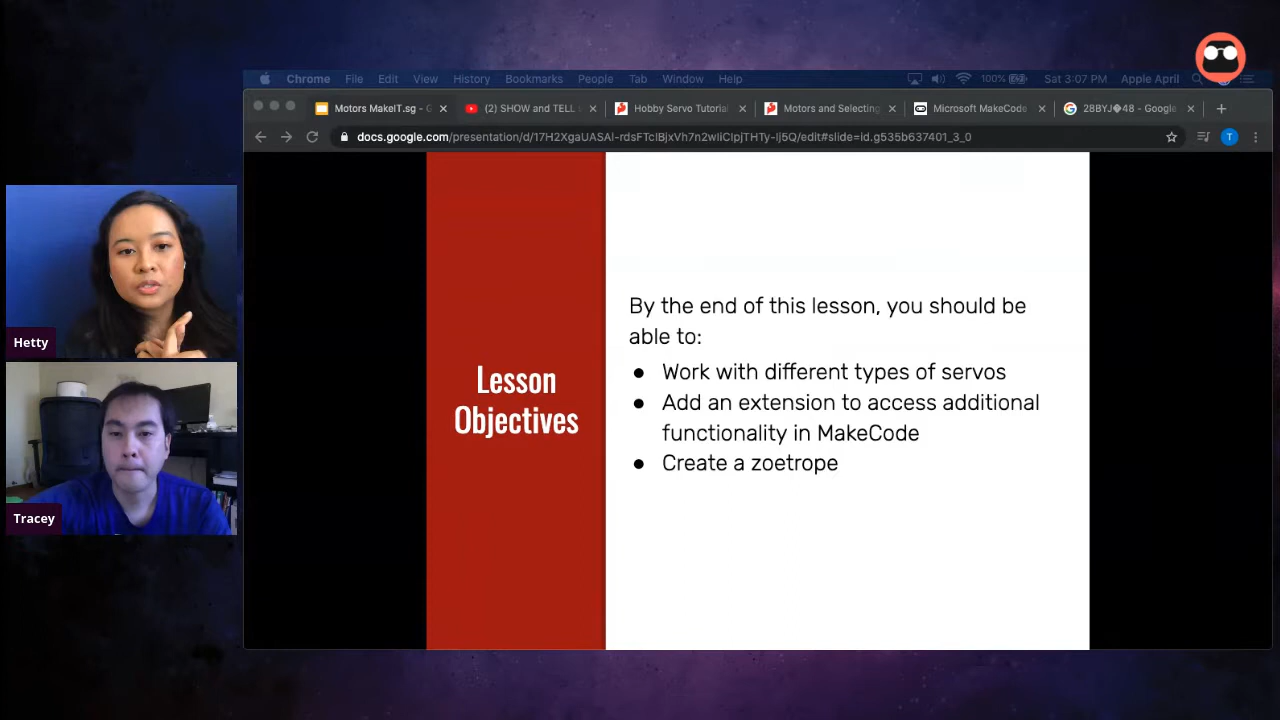 Chrome File Edit View History Bookmarks People Tab Window Help 100% Sat 3:07 PM Apple April
Motors MakeIT.sg - G
(2) SHOW and TELL
Hobby Servo Tutorial
Motors and Selecting
Microsoft MakeCode
28BYJ�48 - Google
docs.google.com/presentation/d/17H2XgaUASAl-rdsFTclBjxVh7n2wIiClpjTHTy-Ij5Q/edit#slide=id.g535b637401_3_0
T
Hetty
Tracey
Lesson
Objectives
By the end of this lesson, you should be
able to:
● Work with different types of servos
● Add an extension to access additional
functionality in MakeCode
● Create a zoetrope